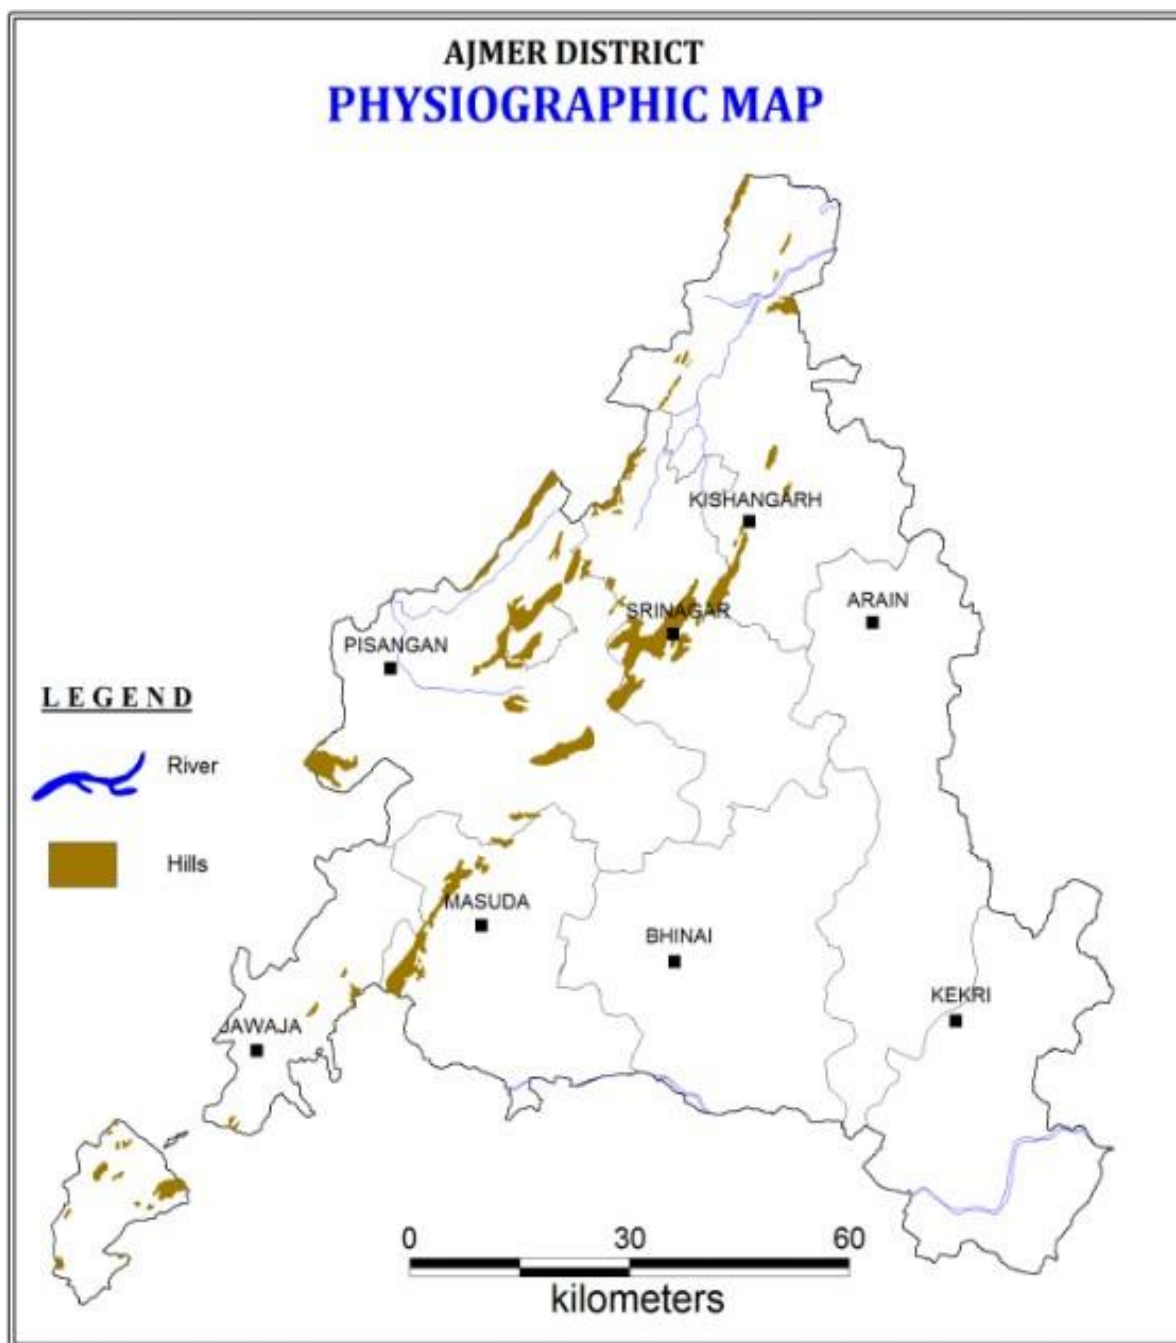 AJMER DISTRICT
PHYSIOGRAPHIC MAP
KISHANGARH
SRINAGAR
ARAIN
PISANGAN
LEGEND
River
Hills
MASUDA
BHINAI
KEKRI
JAWAJA
0 30 60
kilometers